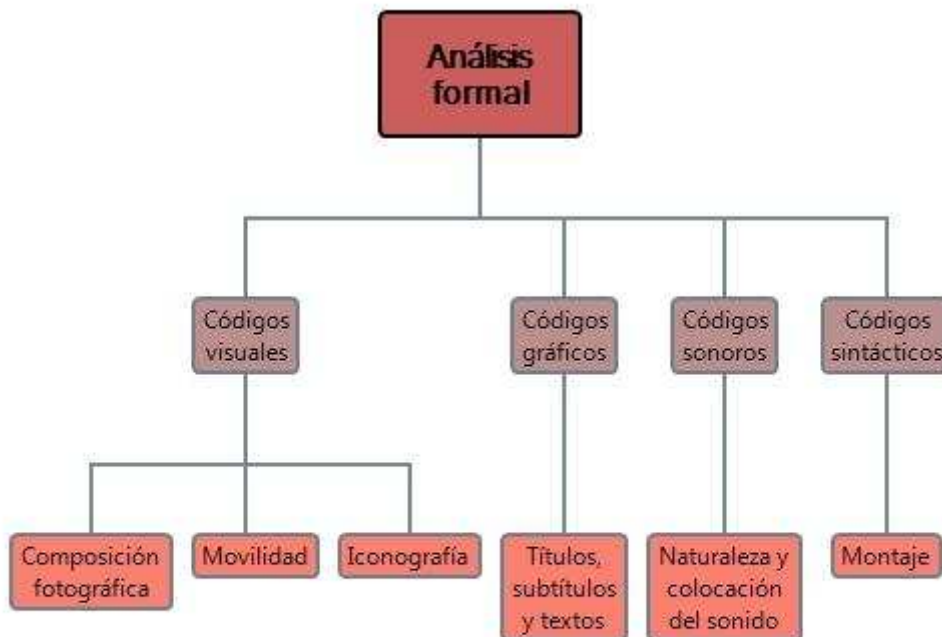 Análisis
formal
Códigos
visuales
Códigos
gráficos
Códigos
sonoros
Códigos
sintácticos
Composición
fotográfica
Movilidad
Iconografía
Títulos,
subtítulos
y textos
Naturaleza y
colocación
del sonido
Montaje